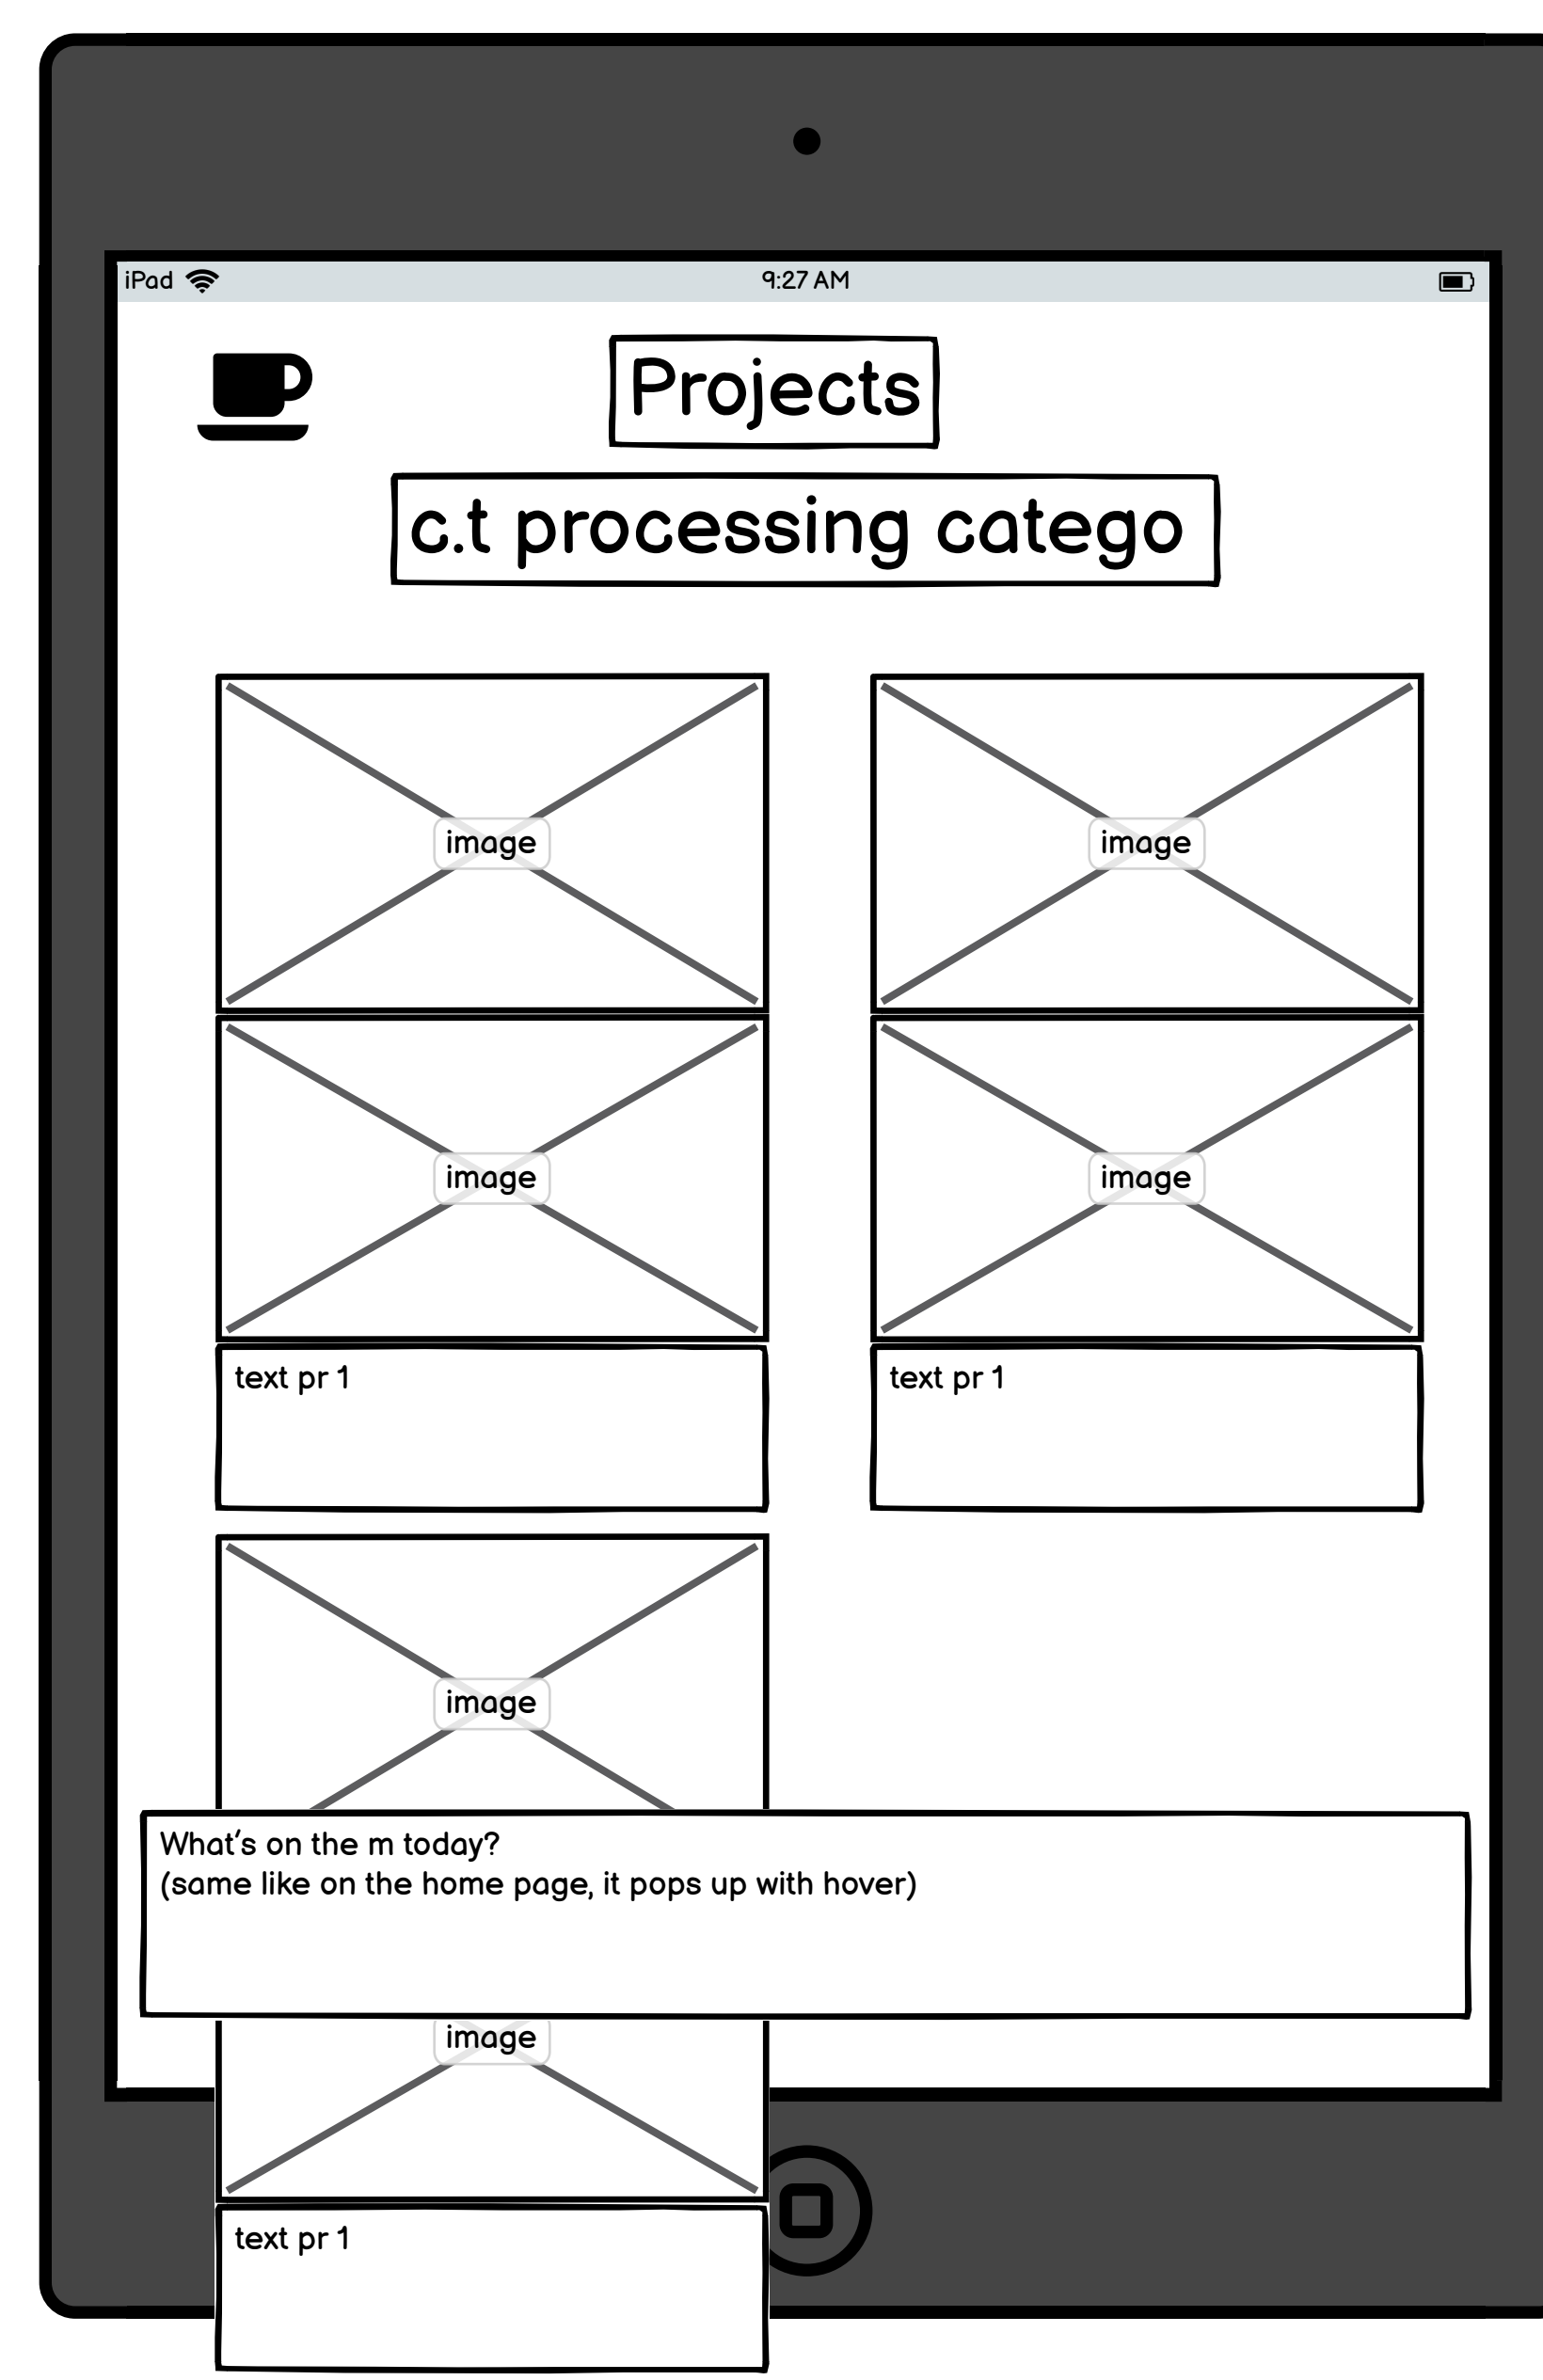 iPad
9:27 AM
Projects
c.t processing catego
image
image
image
image
text pr 1
text pr 1
image
What's on the m today?
(same like on the home page, it pops up with hover)
image
text pr 1